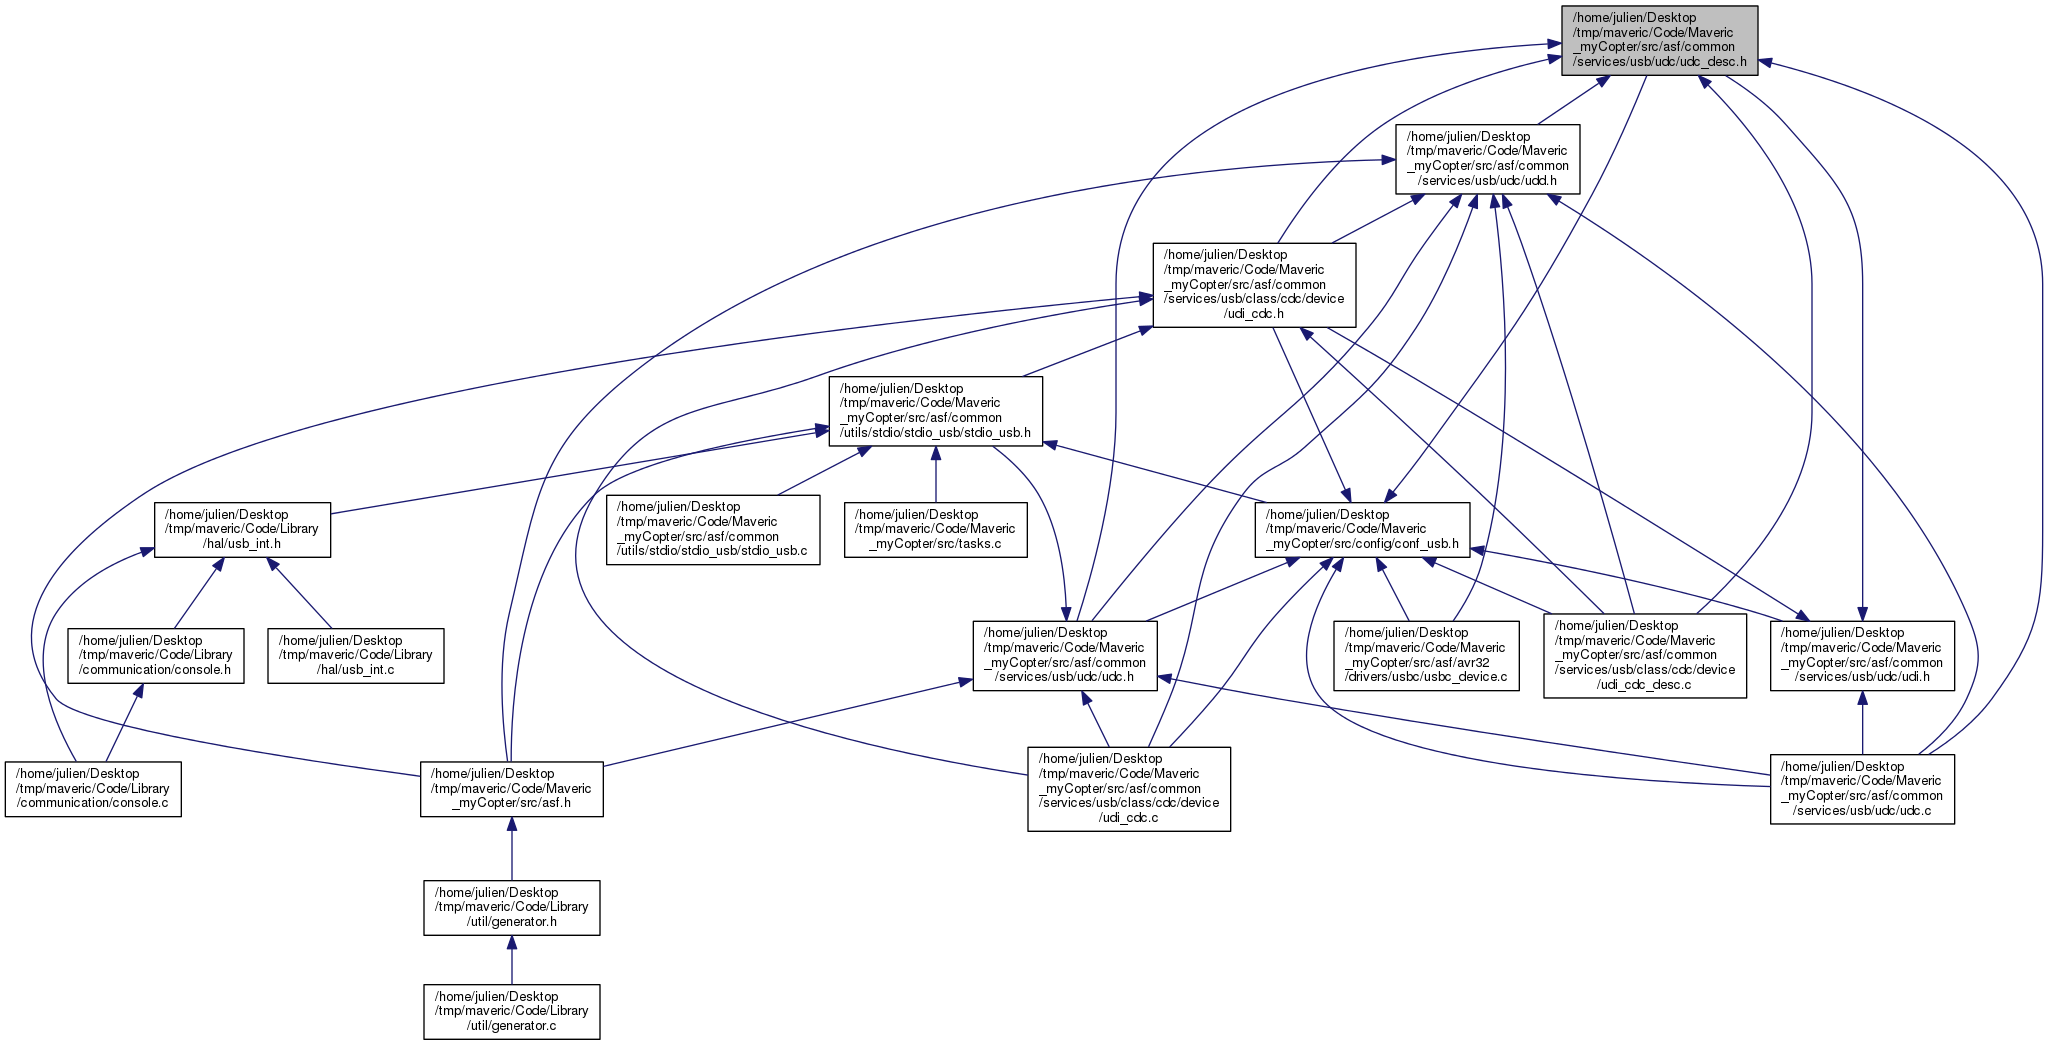 /home/julien/Desktop
/tmp/maveric/Code/Maveric
_myCopter/src/asf/common
/services/usb/udc/udc_desc.h
/home/julien/Desktop
/tmp/maveric/Code/Maveric
_myCopter/src/asf/common
/services/usb/udc/udd.h
/home/julien/Desktop
/tmp/maveric/Code/Maveric
_myCopter/src/asf/common
/services/usb/class/cdc/device
/udi_cdc.h
/home/julien/Desktop
/tmp/maveric/Code/Maveric
_myCopter/src/asf/common
/utils/stdio/stdio_usb/stdio_usb.h
/home/julien/Desktop
/tmp/maveric/Code/Library
/hal/usb_int.h
/home/julien/Desktop
/tmp/maveric/Code/Maveric
_myCopter/src/asf/common
/utils/stdio/stdio_usb/stdio_usb.c
/home/julien/Desktop
/tmp/maveric/Code/Maveric
_myCopter/src/tasks.c
/home/julien/Desktop
/tmp/maveric/Code/Maveric
_myCopter/src/config/conf_usb.h
/home/julien/Desktop
/tmp/maveric/Code/Library
/communication/console.h
/home/julien/Desktop
/tmp/maveric/Code/Library
/hal/usb_int.c
/home/julien/Desktop
/tmp/maveric/Code/Maveric
_myCopter/src/asf/common
/services/usb/udc/udc.h
/home/julien/Desktop
/tmp/maveric/Code/Maveric
_myCopter/src/asf/avr32
/drivers/usbc/usbc_device.c
/home/julien/Desktop
/tmp/maveric/Code/Maveric
_myCopter/src/asf/common
/services/usb/class/cdc/device
/udi_cdc_desc.c
/home/julien/Desktop
/tmp/maveric/Code/Maveric
_myCopter/src/asf/common
/services/usb/udc/udi.h
/home/julien/Desktop
/tmp/maveric/Code/Library
/communication/console.c
/home/julien/Desktop
/tmp/maveric/Code/Maveric
_myCopter/src/asf.h
/home/julien/Desktop
/tmp/maveric/Code/Maveric
_myCopter/src/asf/common
/services/usb/class/cdc/device
/udi_cdc.c
/home/julien/Desktop
/tmp/maveric/Code/Maveric
_myCopter/src/asf/common
/services/usb/udc/udc.c
/home/julien/Desktop
/tmp/maveric/Code/Library
/util/generator.h
/home/julien/Desktop
/tmp/maveric/Code/Library
/util/generator.c